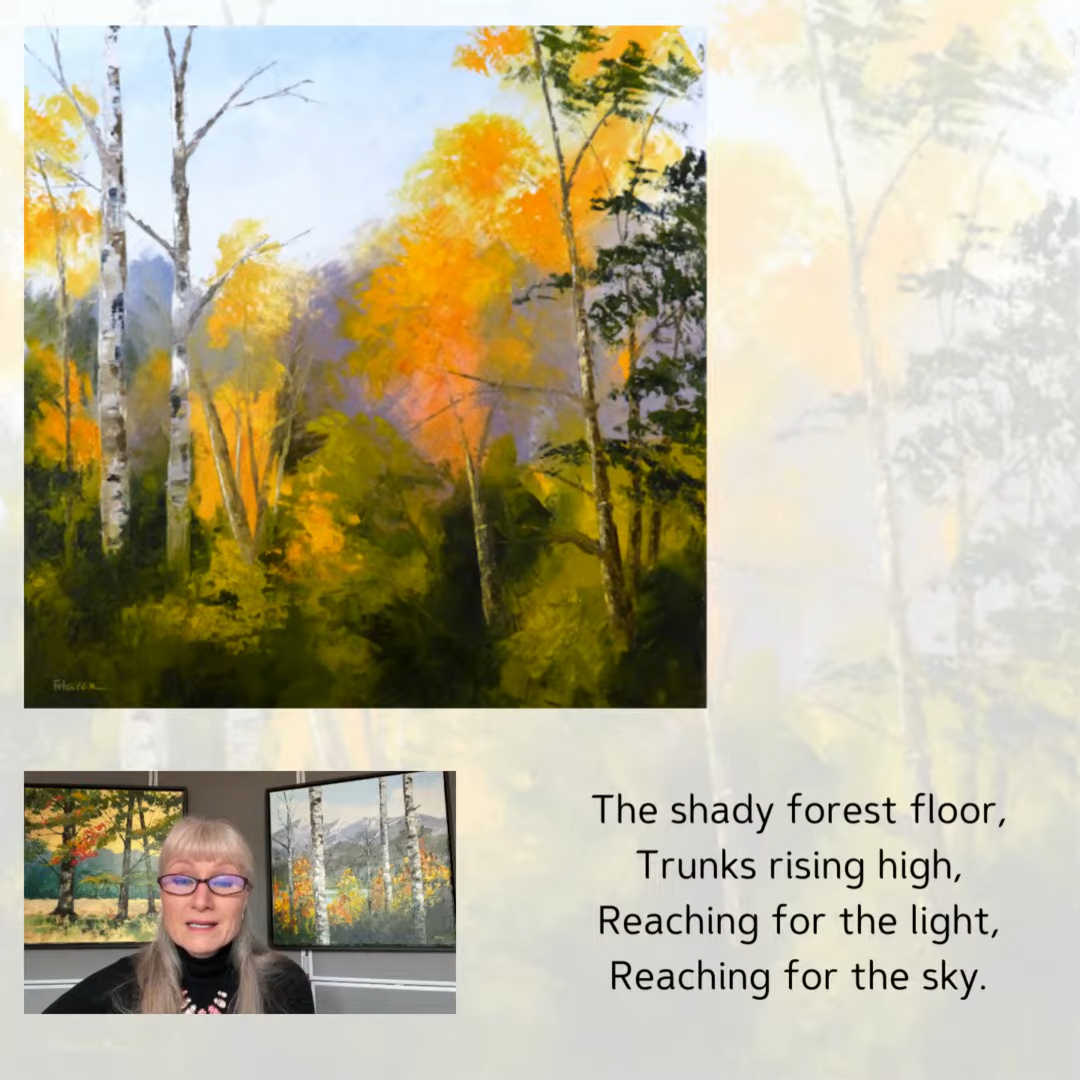 The shady forest floor,
Trunks rising high,
Reaching for the light,
Reaching for the sky.